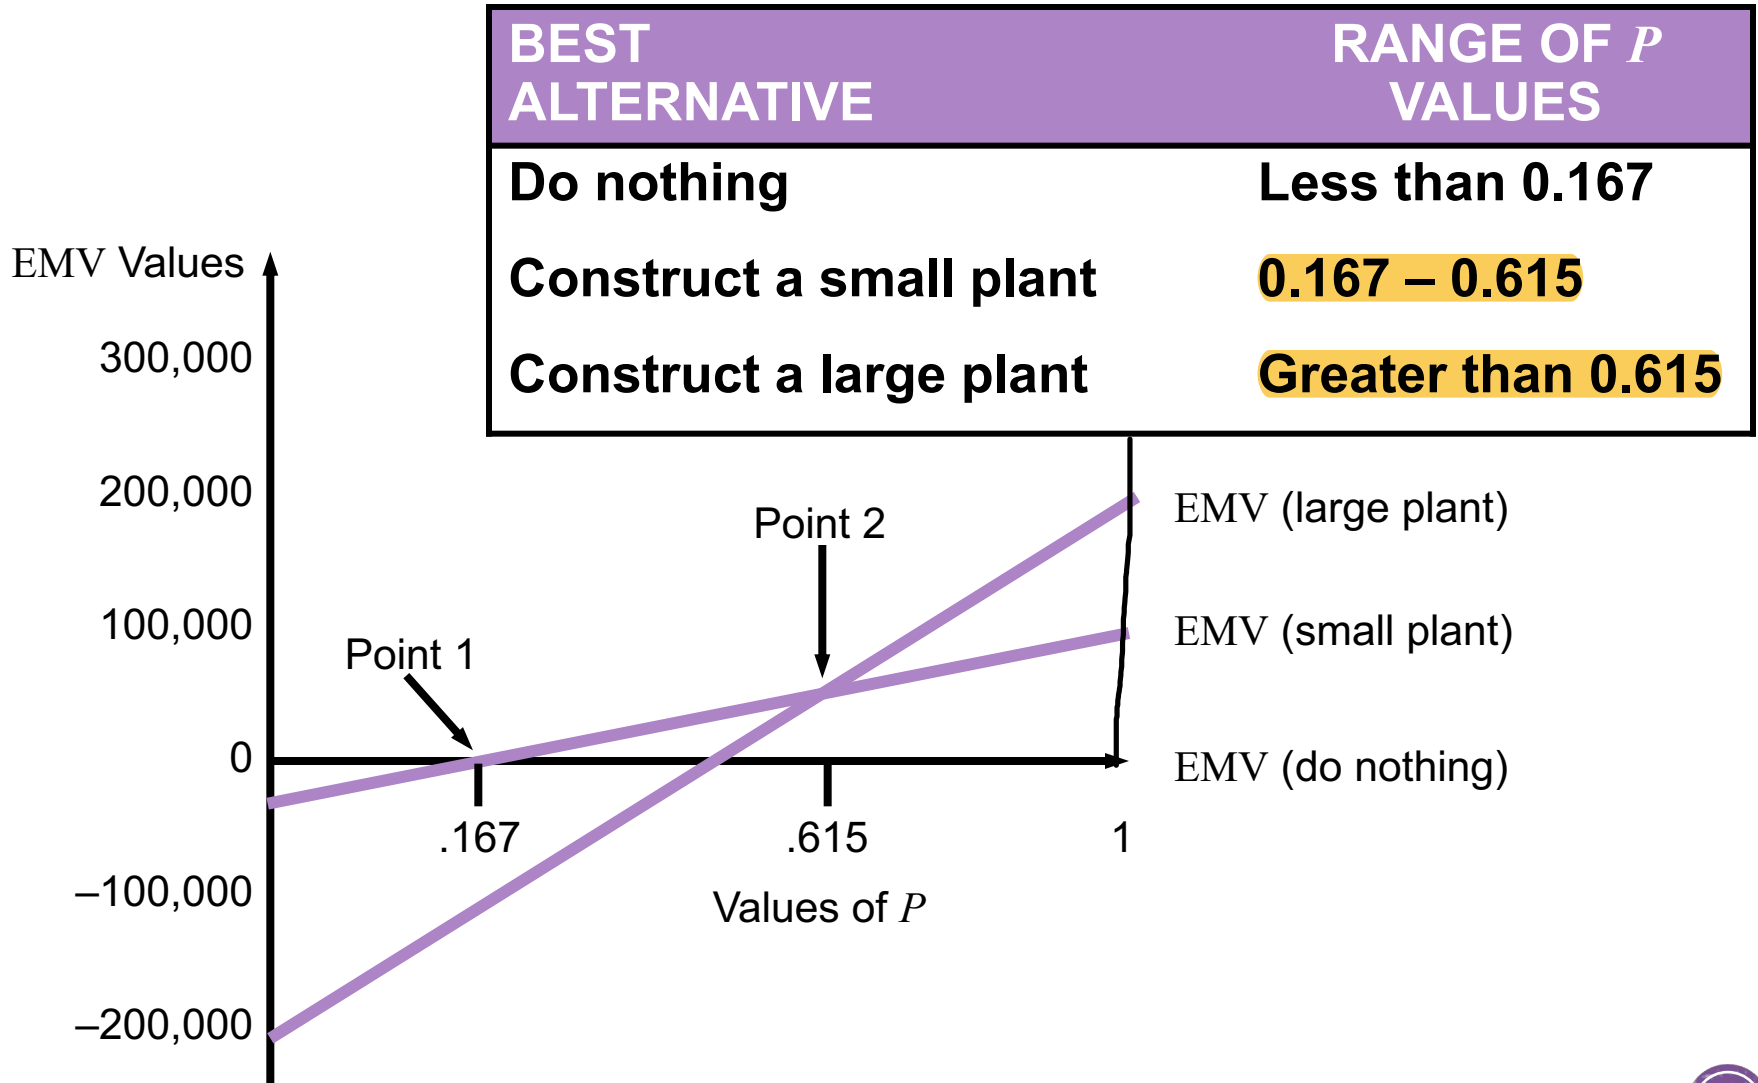 BEST RANGE OF P
ALTERNATIVE VALUES
Do nothing Less than 0.167
Construct a small plant 0.167 – 0.615
Construct a large plant Greater than 0.615
EMV Values
300,000
200,000
100,000
0
–100,000
–200,000
Point 1
Point 2
EMV (large plant)
EMV (small plant)
EMV (do nothing)
.167 .615 1
Values of P